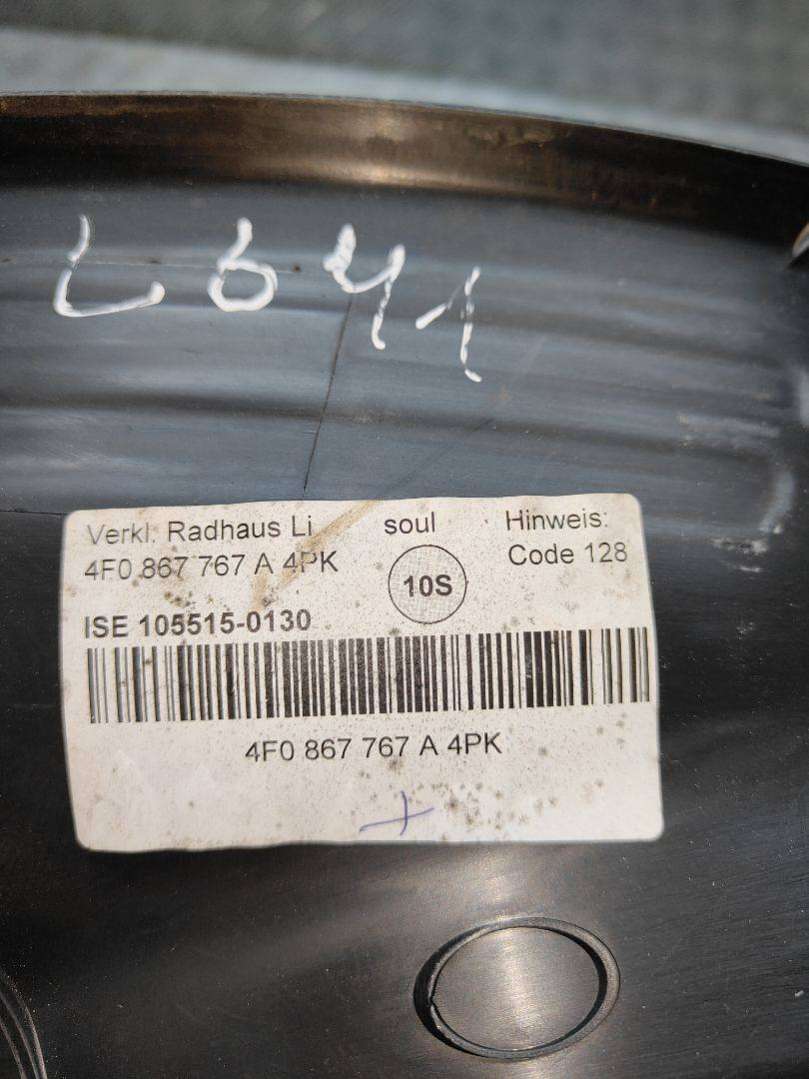 L641
Verkl. Radhaus Li soul Hinweis:
4F0 867 767 A 4PK 10S Code 128
ISE 105515-0130
4F0 867 767 A 4PK